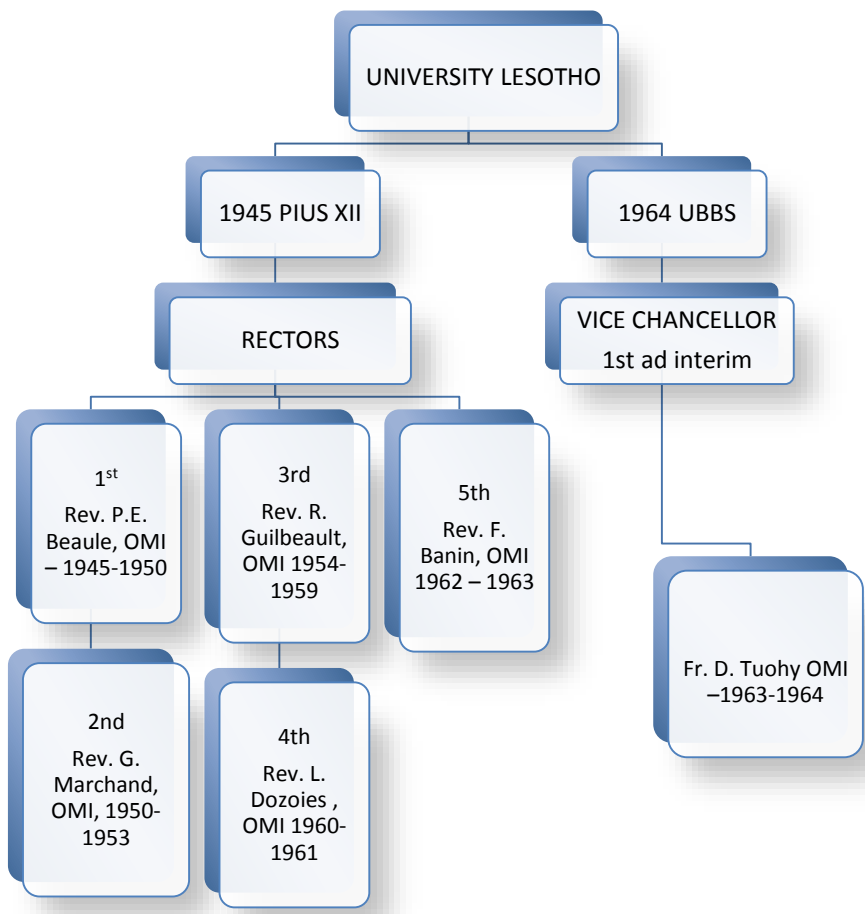 UNIVERSITY LESOTHO
1945 PIUS XII
1964 UBBS
RECTORS
VICE CHANCELLOR
1st ad interim
1st
Rev. P.E.
Beaule, OMI
– 1945-1950
3rd
Rev. R.
Guilbeault,
OMI 1954-
1959
5th
Rev. F.
Banin, OMI
1962 – 1963
Fr. D. Tuohy OMI
–1963-1964
2nd
Rev. G.
Marchand,
OMI, 1950-
1953
4th
Rev. L.
Dozoies ,
OMI 1960-
1961